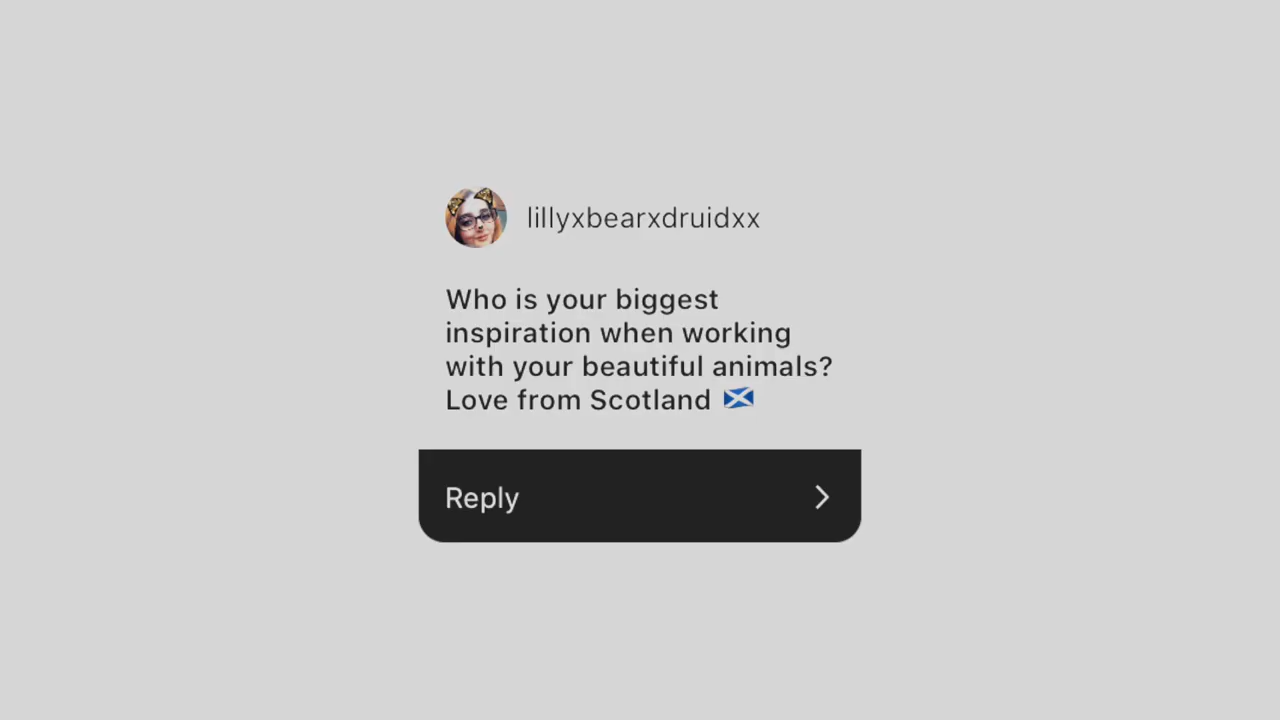 lillyxbearxdruidxx
Who is your biggest
inspiration when working
with your beautiful animals?
Love from Scotland 🏴󠁧󠁢󠁳󠁣󠁴󠁿
Reply